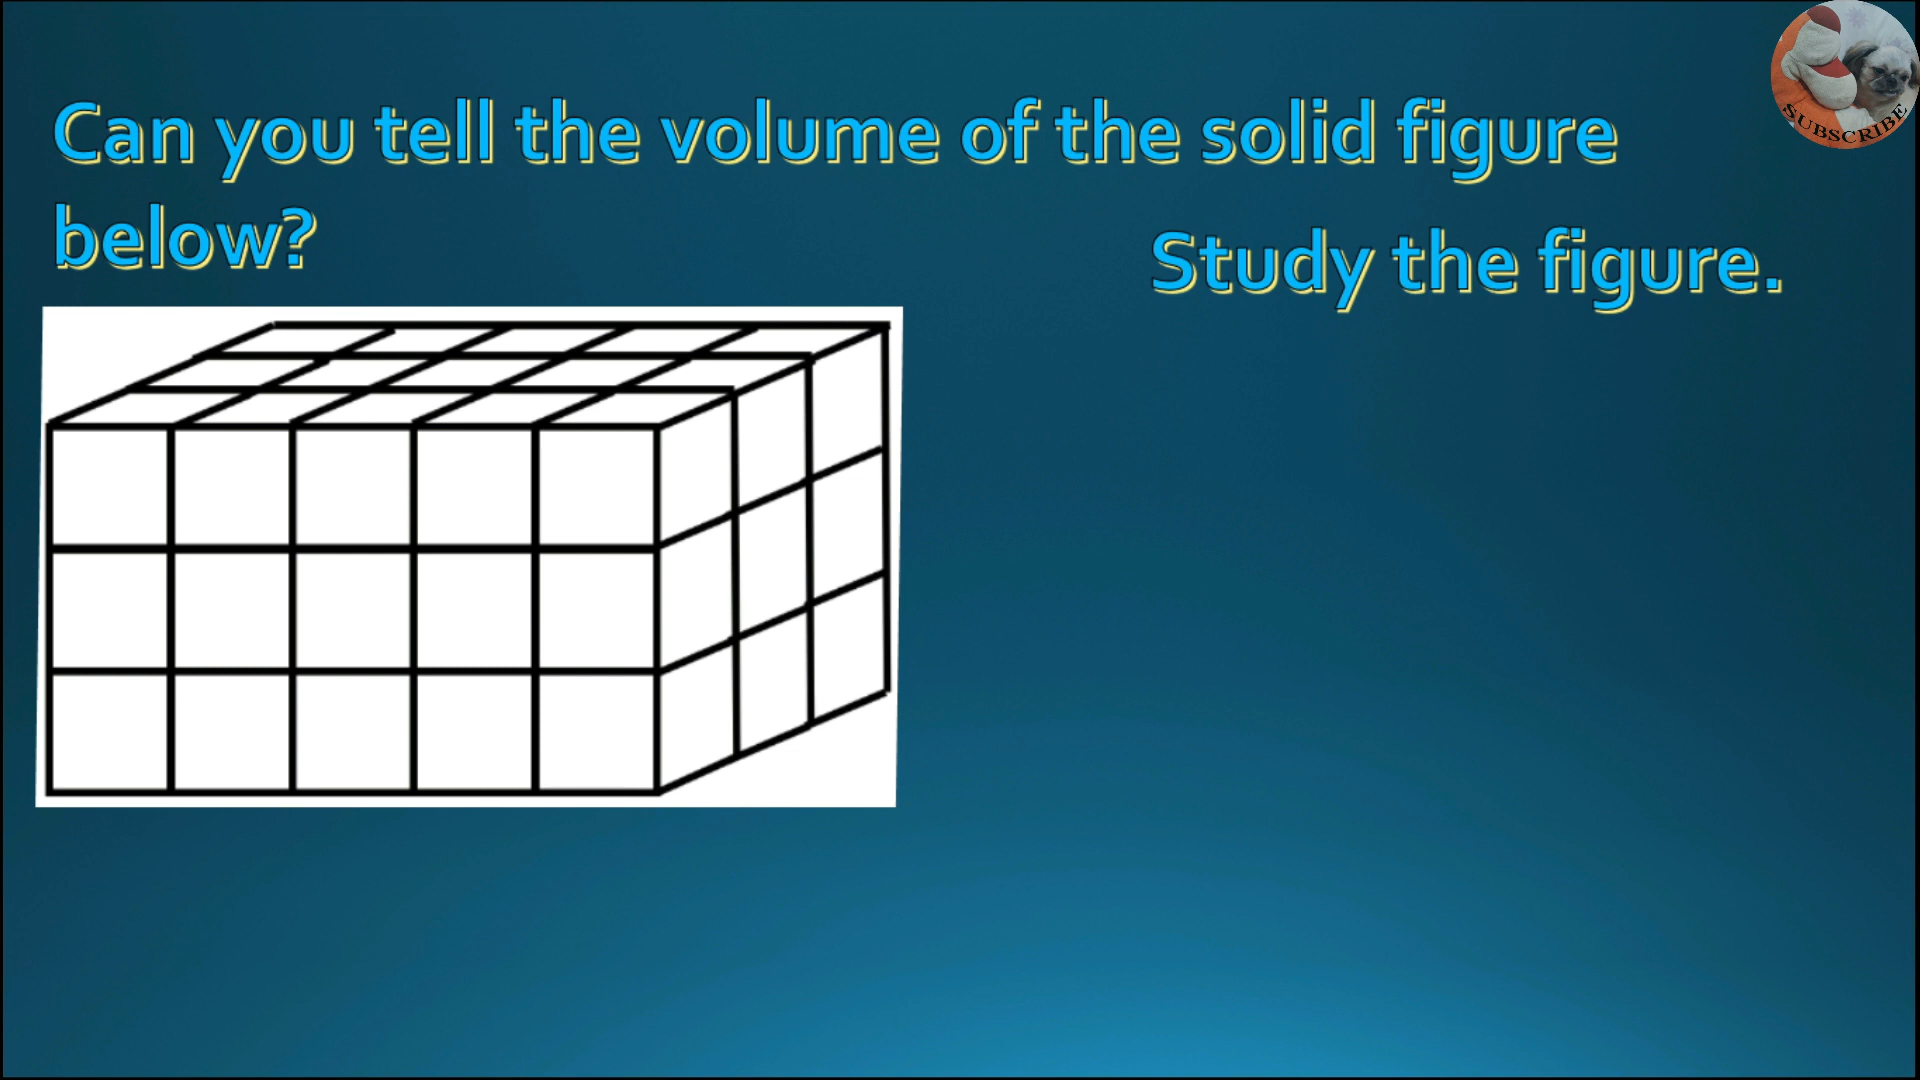 Can you tell the volume of the solid figure
below?
Study the figure.
SUBSCRIBE